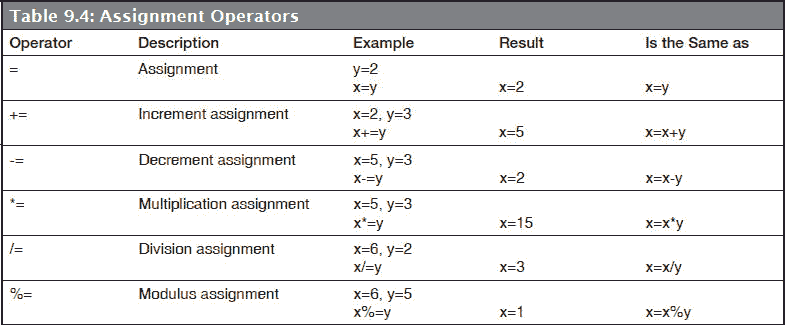 Table 9.4: Assignment Operators
Operator Description Example Result Is the Same as
= Assignment y=2
x=y x=2 x=y
+= Increment assignment x=2, y=3
x+=y x=5 x=x+y
-= Decrement assignment x=5, y=3
x-=y x=2 x=x-y
*= Multiplication assignment x=5, y=3
x*=y x=15 x=x*y
/= Division assignment x=6, y=2
x/=y x=3 x=x/y
%= Modulus assignment x=6, y=5
x%=y x=1 x=x%y